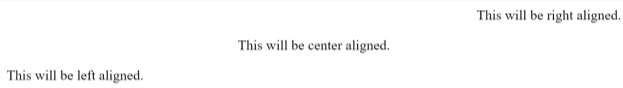 This will be right aligned.
This will be center aligned.
This will be left aligned.